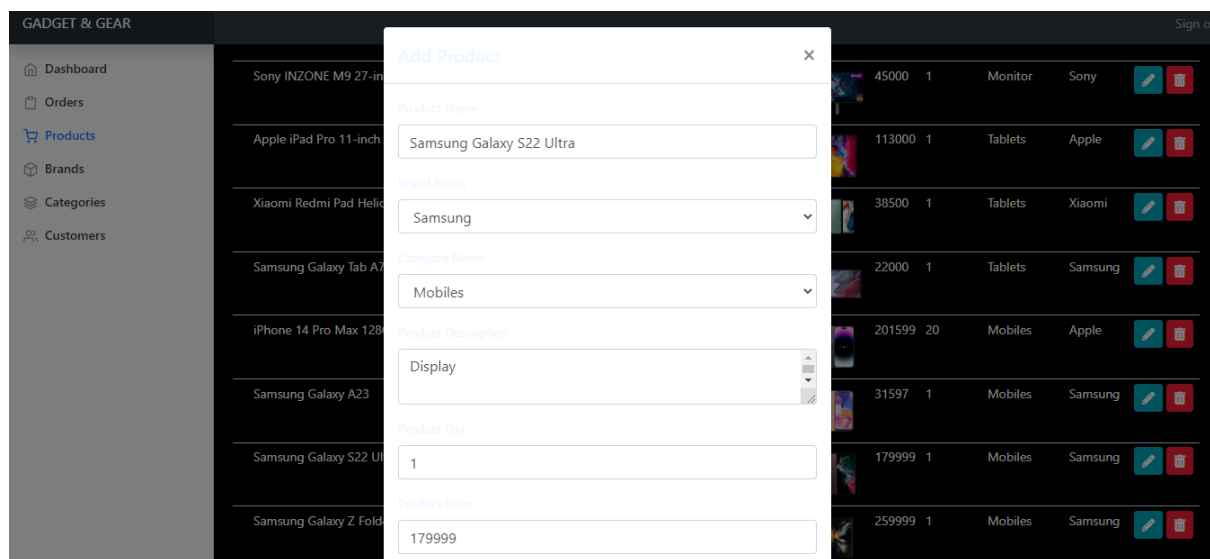 GADGET & GEAR
Sign o
Dashboard
Orders
Products
Brands
Categories
Customers
Add Product
×
Product Name
Samsung Galaxy S22 Ultra
Brand Name
Samsung
Category Name
Mobiles
Product Description
Display
Product Qty
1
Product Price
179999
Sony INZONE M9 27-in 45000 1 Monitor Sony
Apple iPad Pro 11-inch 113000 1 Tablets Apple
Xiaomi Redmi Pad Helio 38500 1 Tablets Xiaomi
Samsung Galaxy Tab A7 22000 1 Tablets Samsung
iPhone 14 Pro Max 128 201599 20 Mobiles Apple
Samsung Galaxy A23 31597 1 Mobiles Samsung
Samsung Galaxy S22 Ul 179999 1 Mobiles Samsung
Samsung Galaxy Z Fold 259999 1 Mobiles Samsung